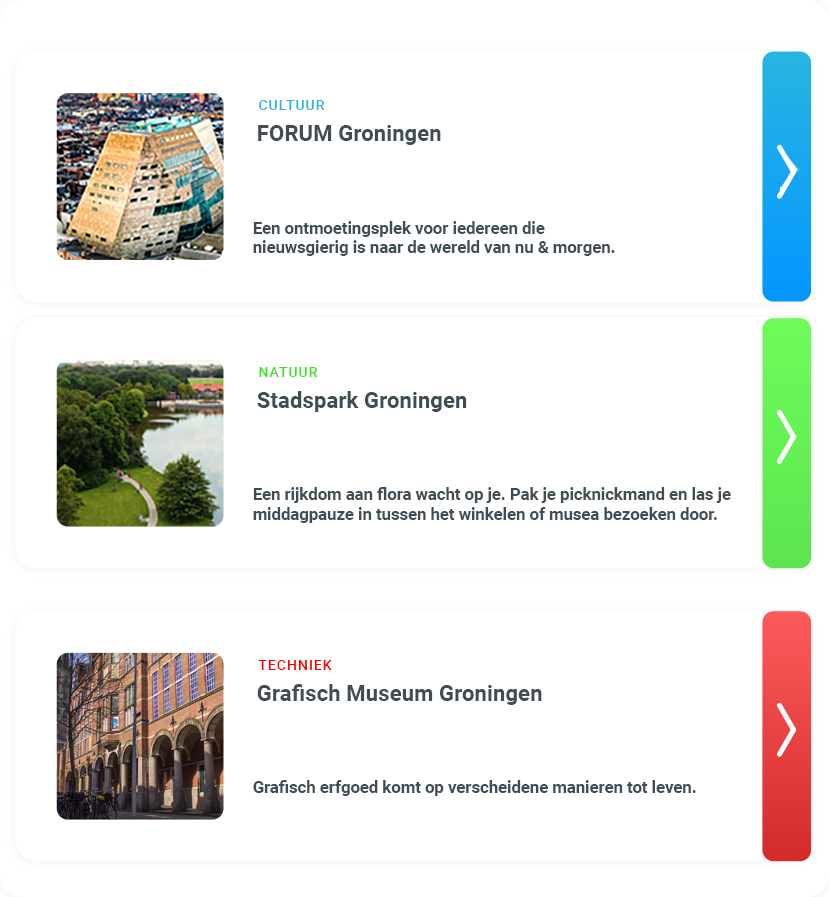 CULTUUR
FORUM Groningen
Een ontmoetingsplek voor iedereen die
nieuwsgierig is naar de wereld van nu & morgen.
NATUUR
Stadspark Groningen
Een rijkdom aan flora wacht op je. Pak je picknickmand en las je
middagpauze in tussen het winkelen of musea bezoeken door.
TECHNIEK
Grafisch Museum Groningen
Grafisch erfgoed komt op verscheidene manieren tot leven.